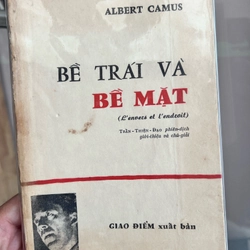 ALBERT CAMUS
BỀ TRÁI VÀ
BỀ MẶT
(L'envers et l'endroit)
Trần - Thiện - Đạo phiên-dịch
giới-thiệu và chú-giải
GIAO ĐIỂM xuất bản